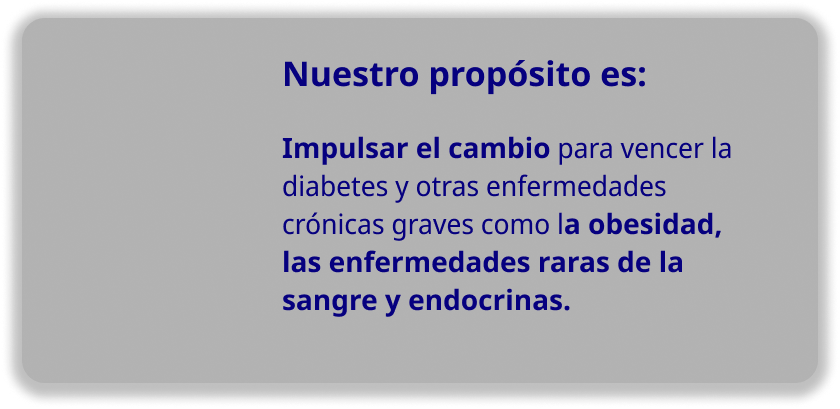 Nuestro propósito es:
Impulsar el cambio para vencer la
diabetes y otras enfermedades
crónicas graves como la obesidad,
las enfermedades raras de la
sangre y endocrinas.